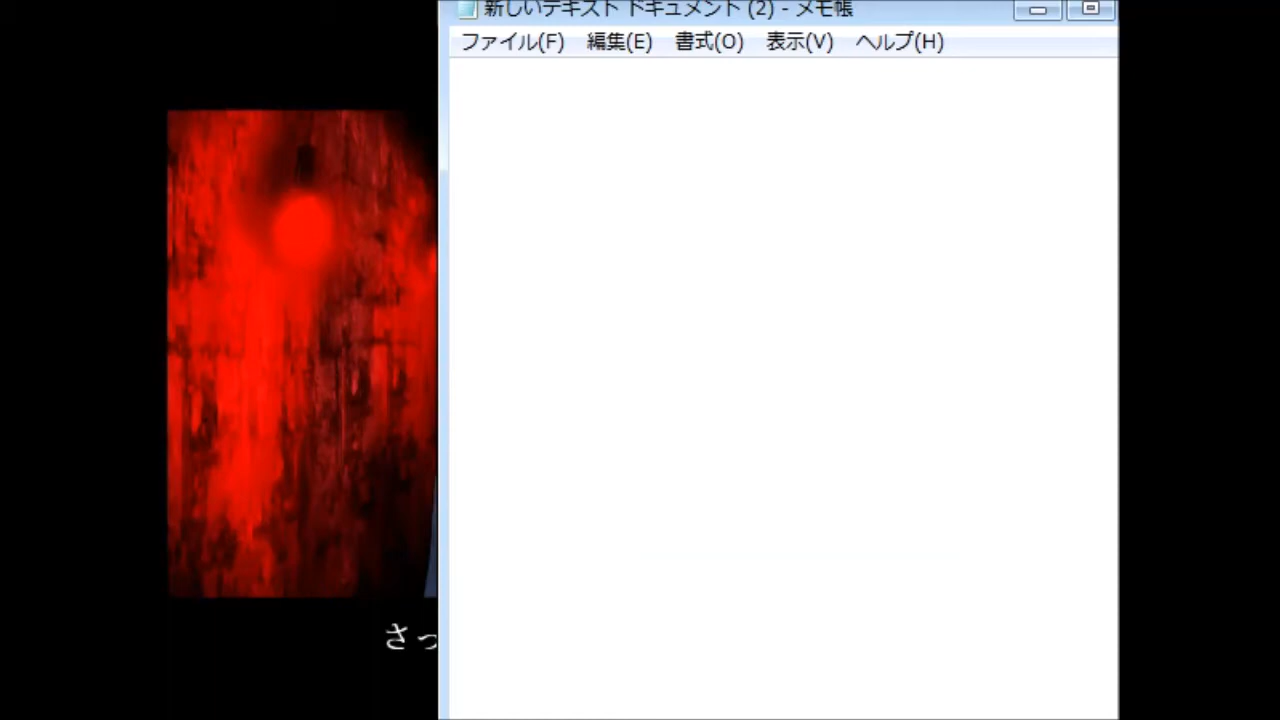 新しいテキスト ドキュメント (2) - メモ帳
ファイル(F) 編集(E) 書式(O) 表示(V) ヘルプ(H)
さっ